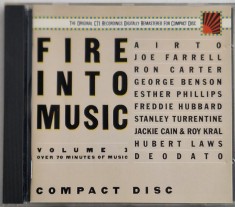 THE ORIGINAL CTI RECORDINGS DIGITALLY REMASTERED FOR COMPACT DISC
FIRE
INTO
MUSIC
VOLUME 3
OVER 70 MINUTES OF MUSIC
AIRTO
JOE FARRELL
RON CARTER
GEORGE BENSON
ESTHER PHILLIPS
FREDDIE HUBBARD
STANLEY TURRENTINE
JACKIE CAIN & ROY KRAL
HUBERT LAWS
DEODATO
COMPACT DISC